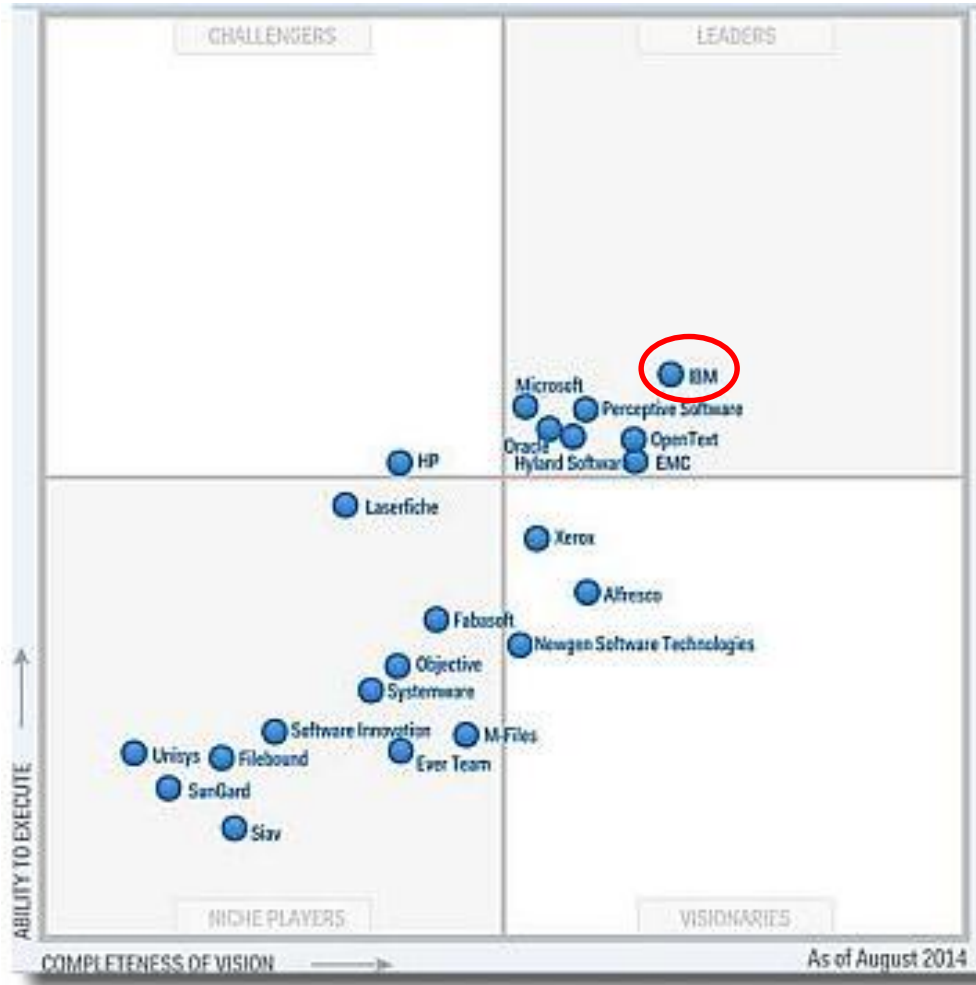 CHALLENGERS
LEADERS
IBM
Microsoft
Perceptive Software
Oracle
OpenText
Hyland Softwar
EMC
HP
Laserfiche
Xerox
Alfresco
Fabasoft
Newgen Software Technologies
Objective
Systemware
Software Innovation
M-Files
Unisys
Filebound
Ever Team
SunGard
Siav
ABILITY TO EXECUTE
NICHE PLAYERS
VISIONARIES
COMPLETENESS OF VISION
As of August 2014